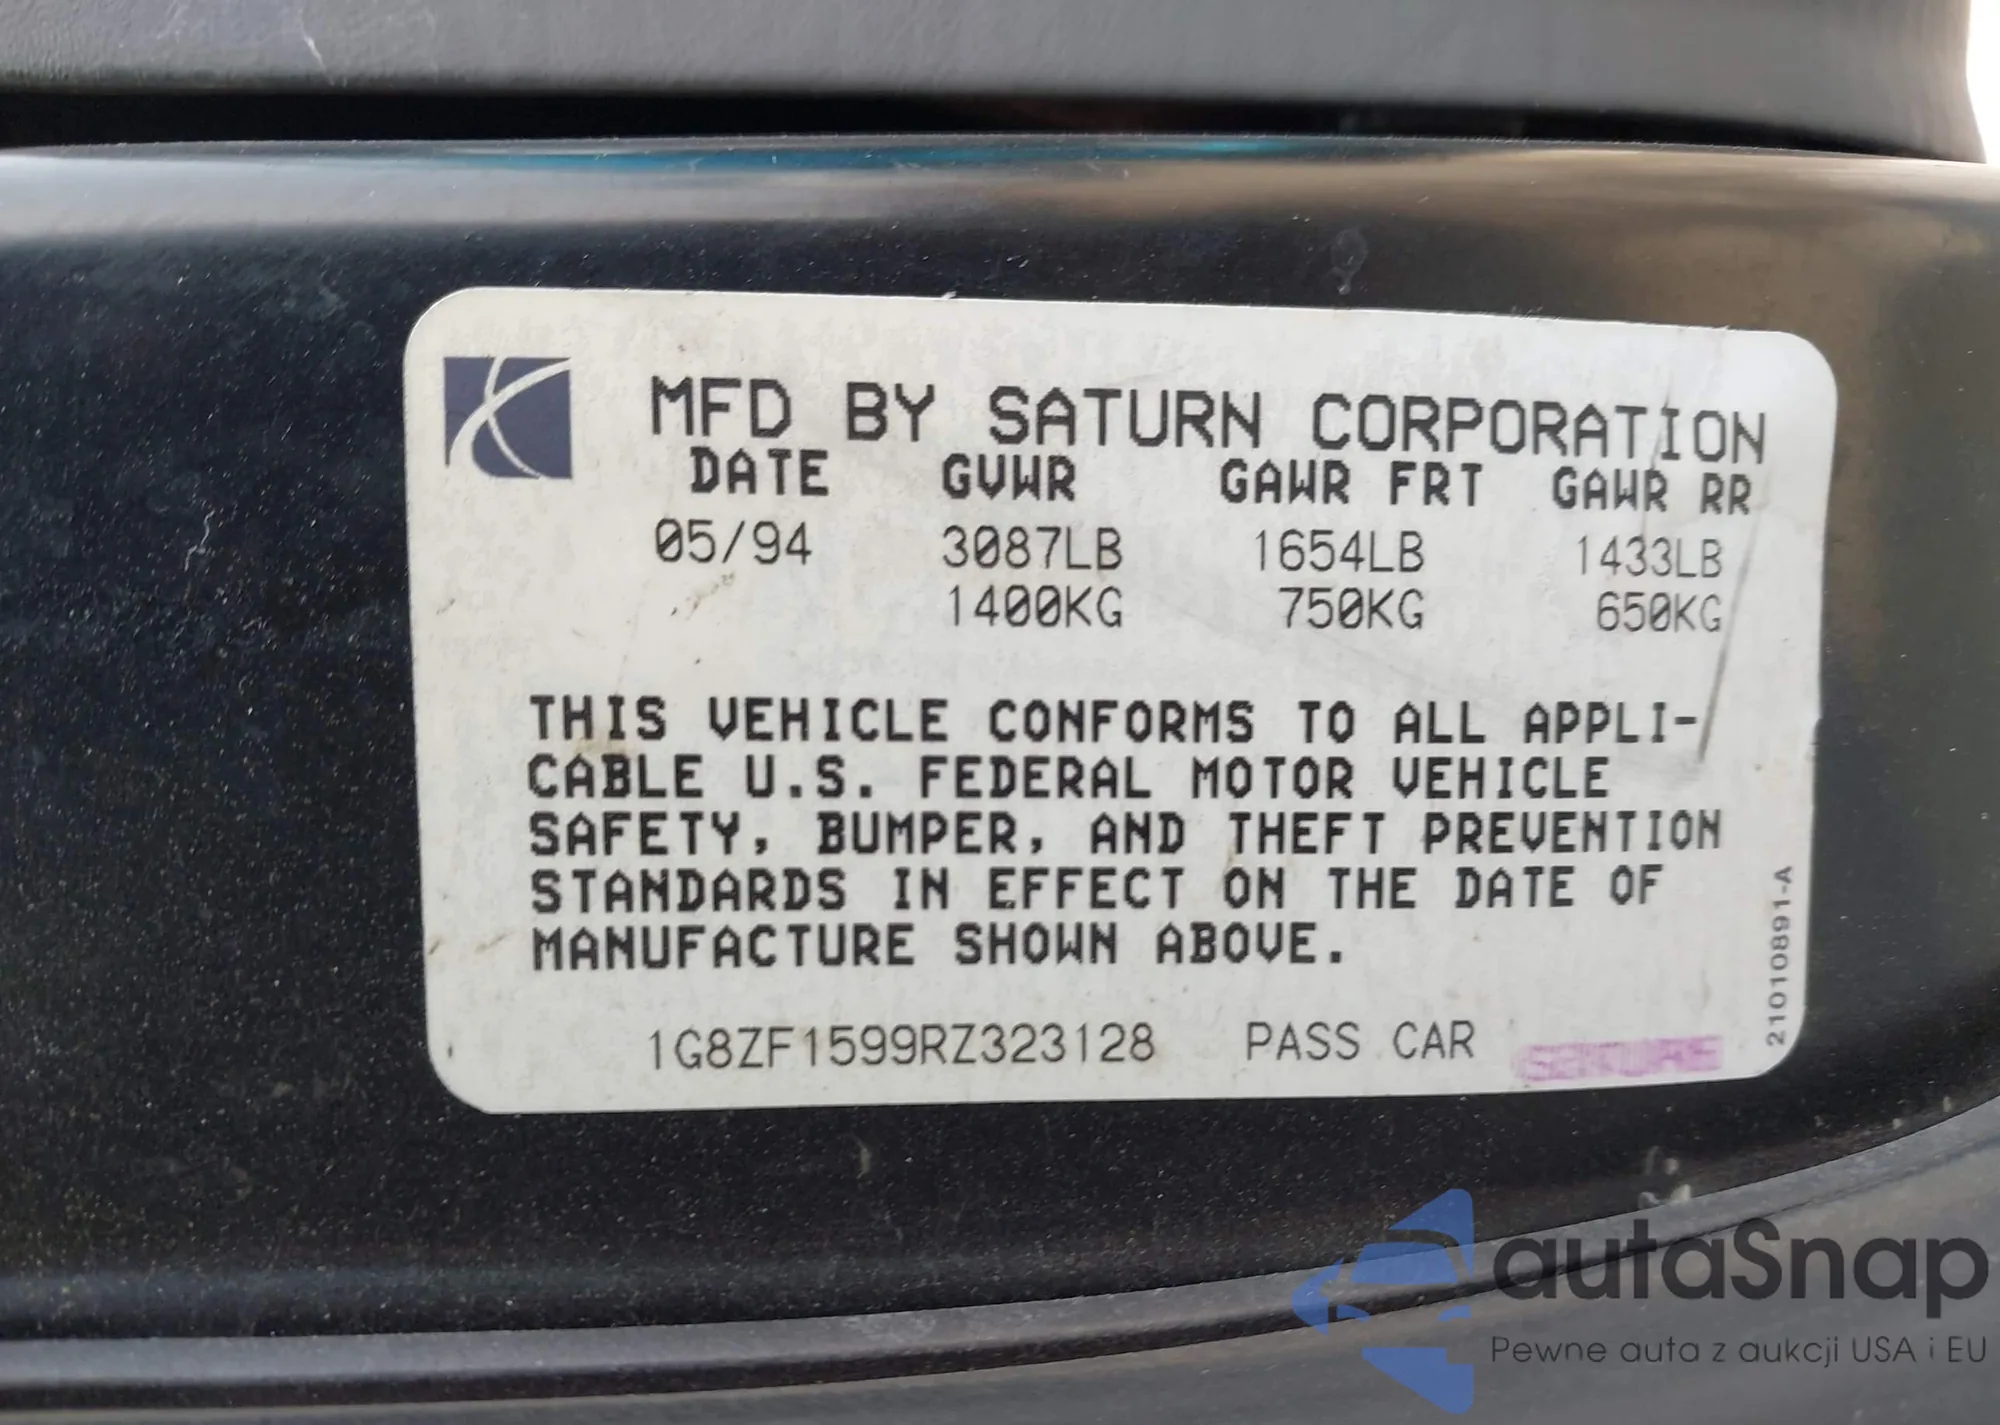 MFD BY SATURN CORPORATION
DATE GVWR GAWR FRT GAWR RR
05/94 3087LB 1654LB 1433LB
1400KG 750KG 650KG
THIS VEHICLE CONFORMS TO ALL APPLI-
CABLE U.S. FEDERAL MOTOR VEHICLE
SAFETY, BUMPER, AND THEFT PREVENTION
STANDARDS IN EFFECT ON THE DATE OF
MANUFACTURE SHOWN ABOVE.
1G8ZF1599RZ323128 PASS CAR
21010891-A
autaSnap
Pewne auta z aukcji USA i EU